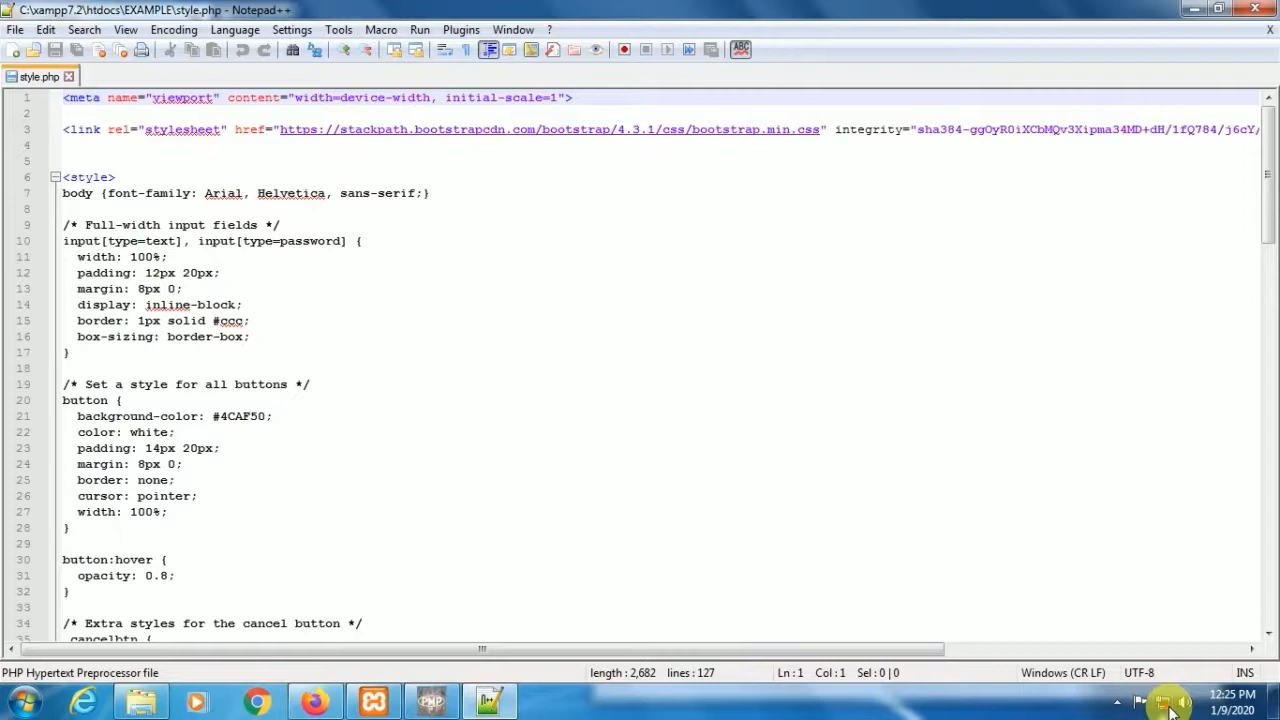 C:\xampp7.2\htdocs\EXAMPLE\style.php - Notepad++
File Edit Search View Encoding Language Settings Tools Macro Run Plugins Window ? X
ABC
style.php
1 <meta name="viewport" content="width=device-width, initial-scale=1">
2
3 <link rel="stylesheet" href="https://stackpath.bootstrapcdn.com/bootstrap/4.3.1/css/bootstrap.min.css" integrity="sha384-ggOyR0iXCbMQv3Xipma34MD+dH/1fQ784/j6cY/
4
5
6 <style>
7 body {font-family: Arial, Helvetica, sans-serif;}
8
9 /* Full-width input fields */
10 input[type=text], input[type=password] {
11 width: 100%;
12 padding: 12px 20px;
13 margin: 8px 0;
14 display: inline-block;
15 border: 1px solid #ccc;
16 box-sizing: border-box;
17 }
18
19 /* Set a style for all buttons */
20 button {
21 background-color: #4CAF50;
22 color: white;
23 padding: 14px 20px;
24 margin: 8px 0;
25 border: none;
26 cursor: pointer;
27 width: 100%;
28 }
29
30 button:hover {
31 opacity: 0.8;
32 }
33
34 /* Extra styles for the cancel button */
35 .cancelbtn {
PHP Hypertext Preprocessor file length : 2,682 lines : 127 Ln : 1 Col : 1 Sel : 0 | 0 Windows (CR LF) UTF-8 INS
PHP
12:25 PM
1/9/2020